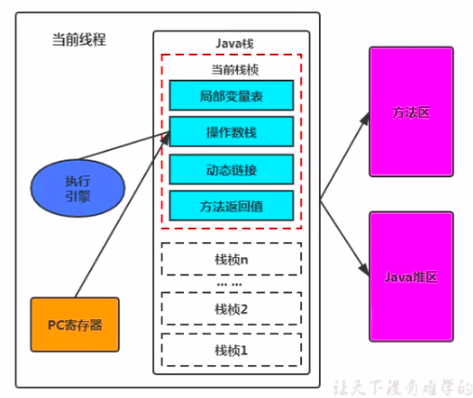 当前线程
Java栈
当前栈桢
局部变量表
操作数栈
动态链接
方法返回值
执行
引擎
PC寄存器
栈桢n
... ...
栈桢2
栈桢1
方法区
Java堆区
让天下没有难学的